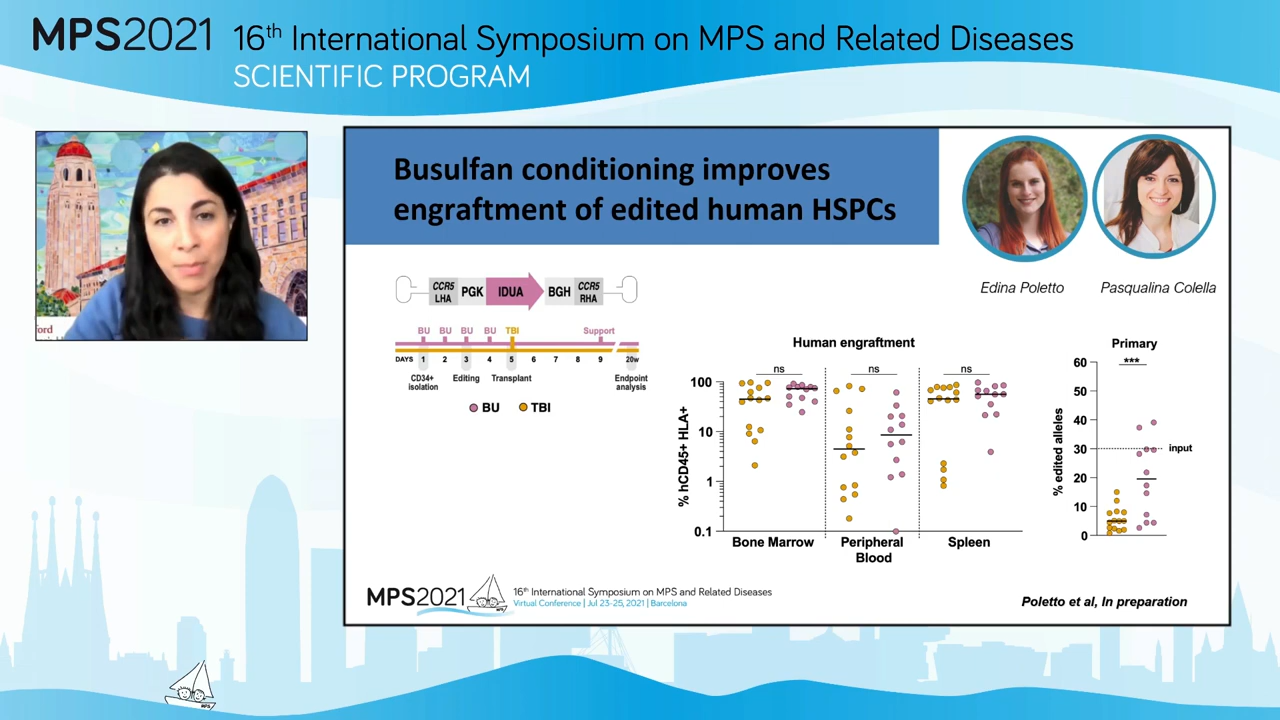 MPS2021 16th International Symposium on MPS and Related Diseases
SCIENTIFIC PROGRAM
ford
Busulfan conditioning improves
engraftment of edited human HSPCs
Edina Poletto
Pasqualina Colella
CCR5
LHA
PGK
IDUA
BGH
CCR5
RHA
BU BU BU BU TBI Support
DAYS 1 2 3 4 5 6 7 8 9 20w
CD34+
isolation
Editing
Transplant
Endpoint
analysis
BU TBI
Human engraftment
ns ns ns
% hCD45+ HLA+
100
10
1
0.1
Bone Marrow
Peripheral
Blood
Spleen
Primary
***
% edited alleles
60
50
40
30
20
10
0
input
MPS2021
16th International Symposium on MPS and Related Diseases
Virtual Conference | Jul 23-25, 2021 | Barcelona
Poletto et al, In preparation
MPS